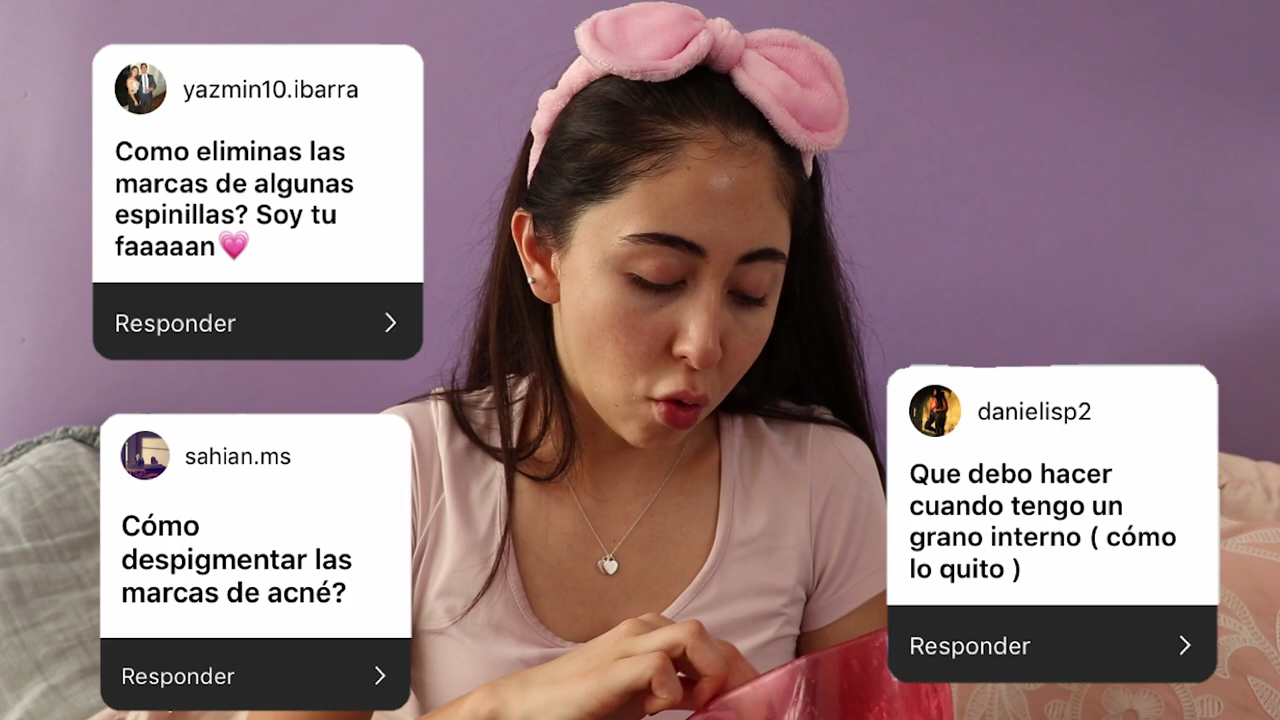 yazmin10.ibarra
Como eliminas las
marcas de algunas
espinillas? Soy tu
faaaaan💗
Responder
sahian.ms
Cómo
despigmentar las
marcas de acné?
Responder
danielisp2
Que debo hacer
cuando tengo un
grano interno ( cómo
lo quito )
Responder